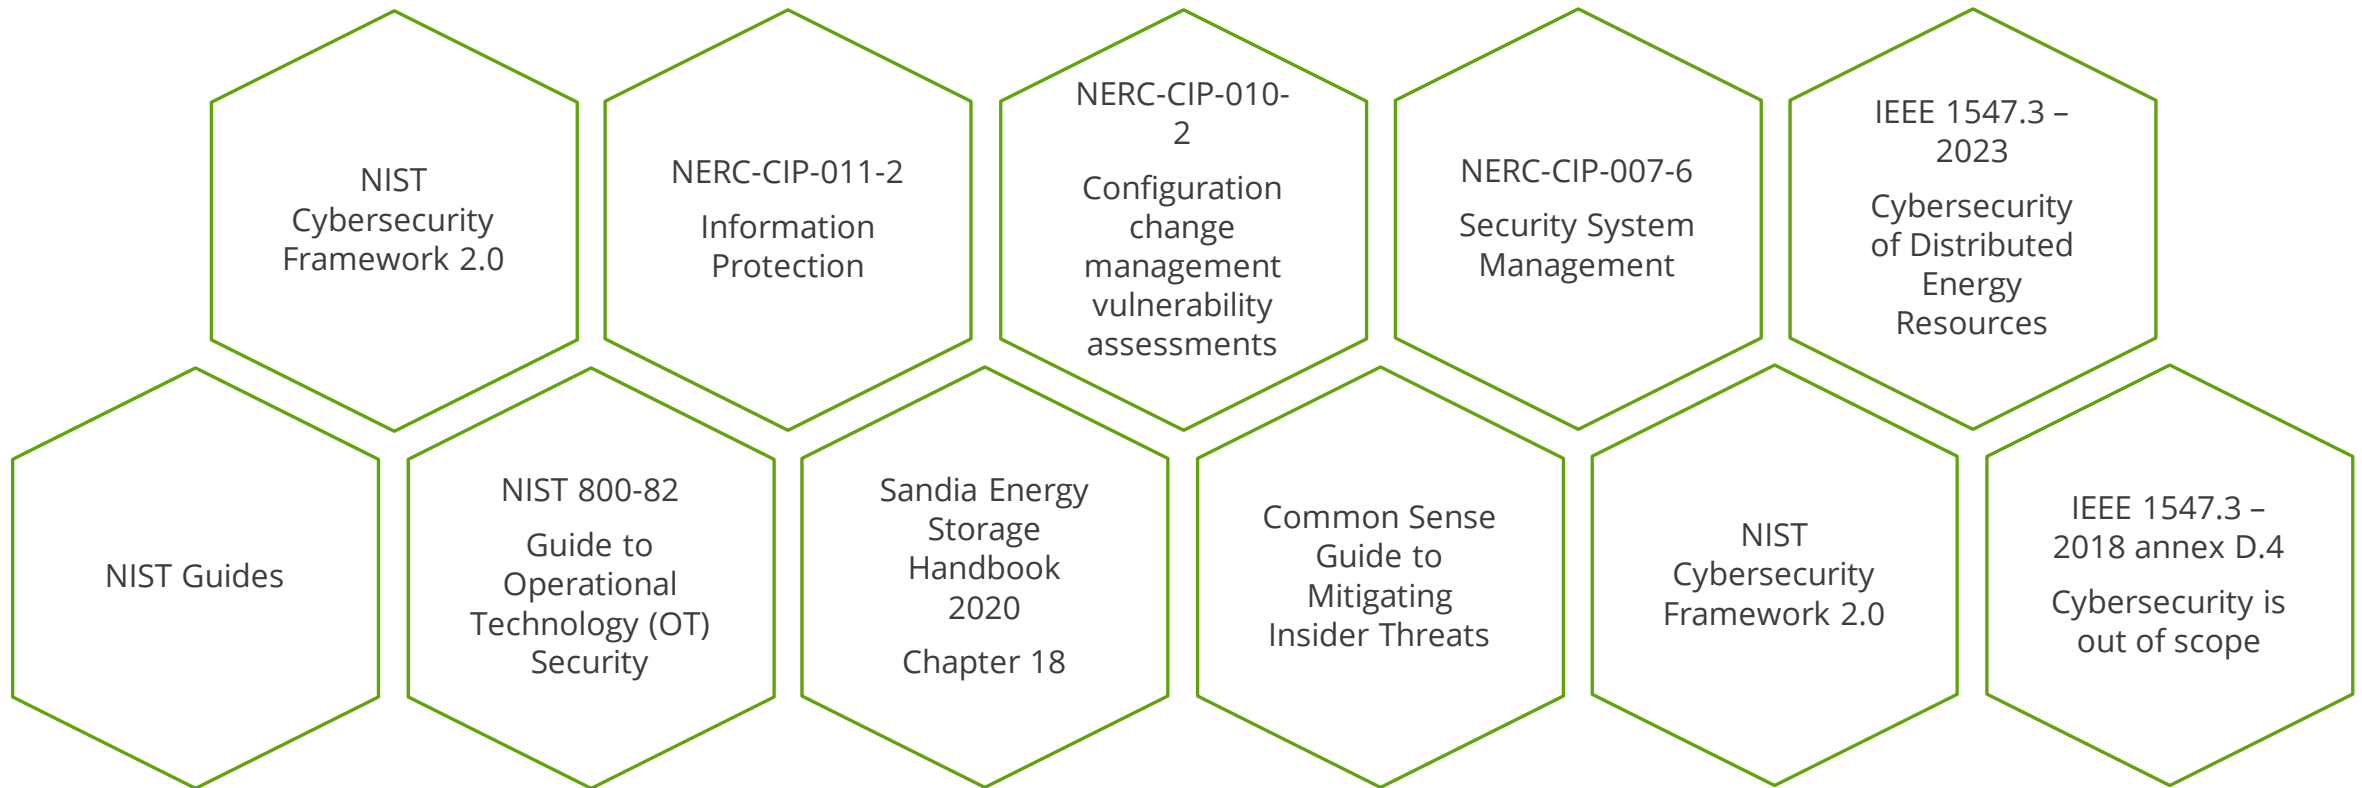 NIST
Cybersecurity
Framework 2.0
NERC-CIP-011-2
Information
Protection
NERC-CIP-010-
2
Configuration
change
management
vulnerability
assessments
NERC-CIP-007-6
Security System
Management
IEEE 1547.3 –
2023
Cybersecurity
of Distributed
Energy
Resources
NIST Guides
NIST 800-82
Guide to
Operational
Technology (OT)
Security
Sandia Energy
Storage
Handbook
2020
Chapter 18
Common Sense
Guide to
Mitigating
Insider Threats
NIST
Cybersecurity
Framework 2.0
IEEE 1547.3 –
2018 annex D.4
Cybersecurity is
out of scope